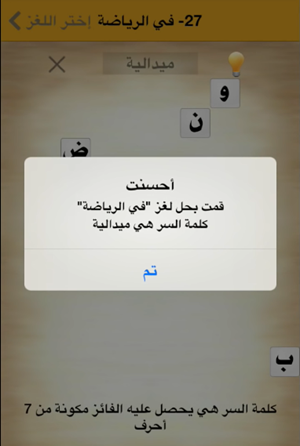 27- في الرياضة إختر اللغز
ميدالية
و
ن
ض
أحسنت
قمت بحل لغز "في الرياضة"
كلمة السر هي ميدالية
تم
ب
كلمة السر هي يحصل عليه الفائز مكونة من 7
أحرف